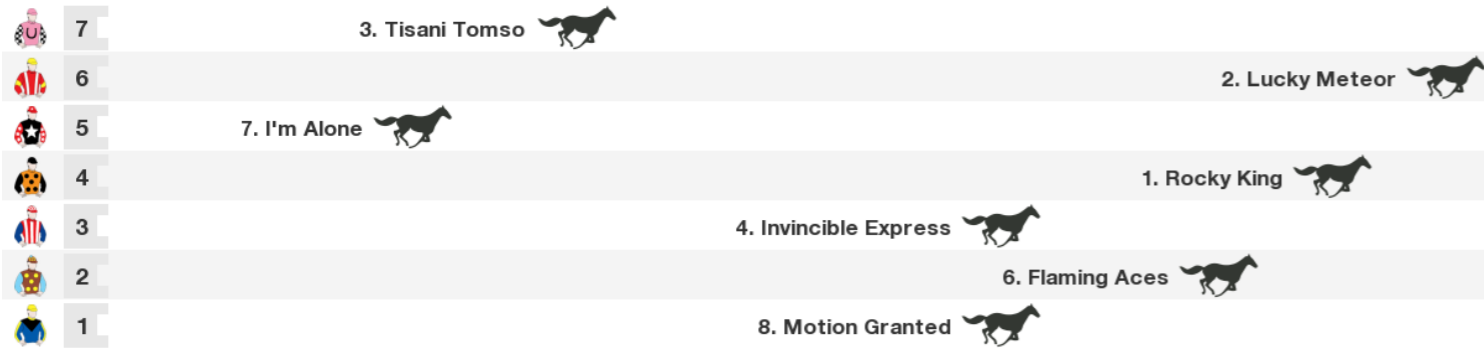 7 3. Tisani Tomso
6 2. Lucky Meteor
5 7. I'm Alone
4 1. Rocky King
3 4. Invincible Express
2 6. Flaming Aces
1 8. Motion Granted